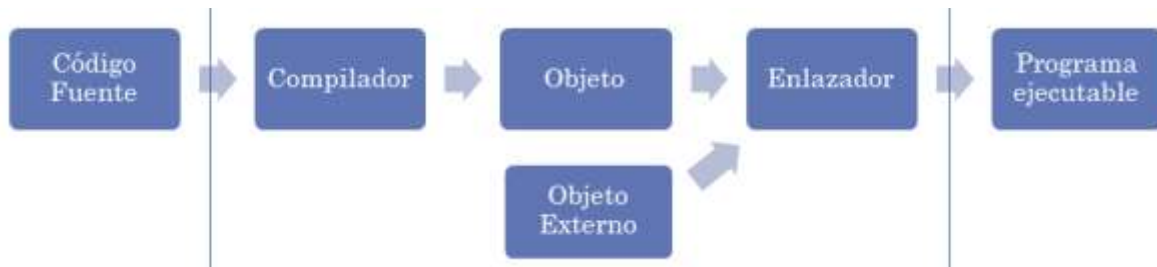 Código
Fuente
Compilador
Objeto
Enlazador
Programa
ejecutable
Objeto
Externo